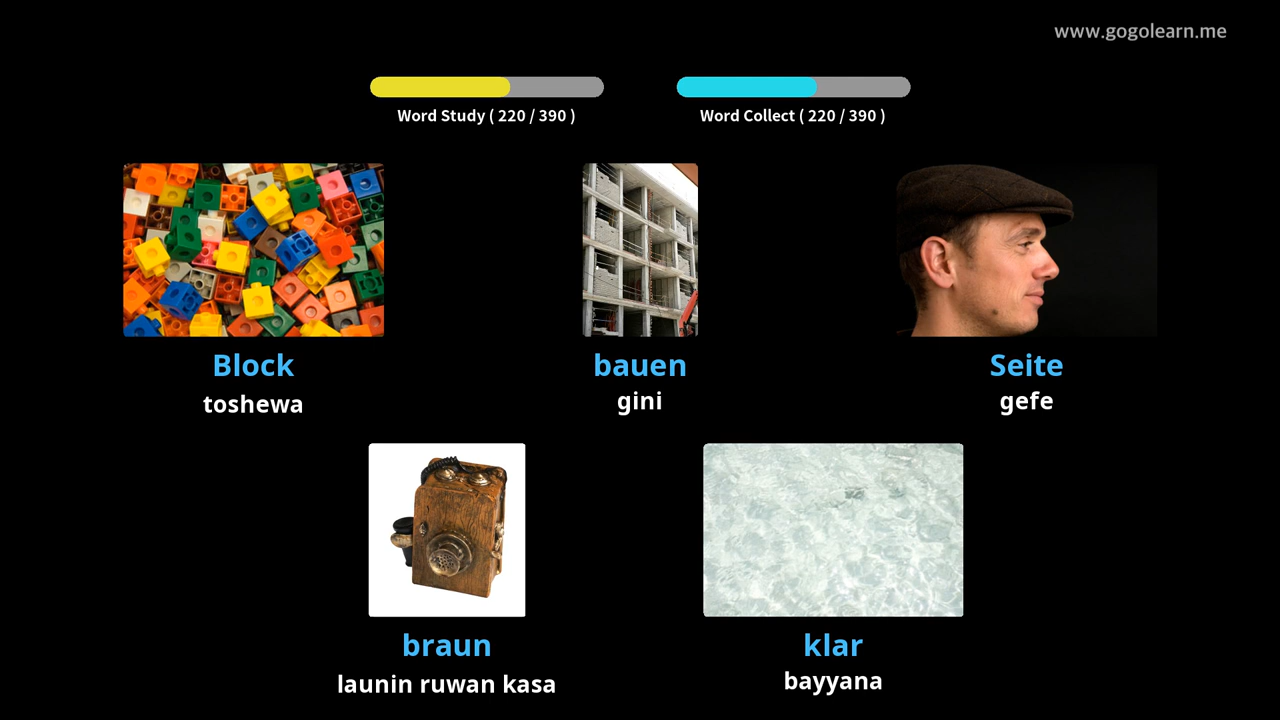 www.gogolearn.me
Word Study ( 220 / 390 )
Word Collect ( 220 / 390 )
Block
toshewa
bauen
gini
Seite
gefe
braun
launin ruwan kasa
klar
bayyana